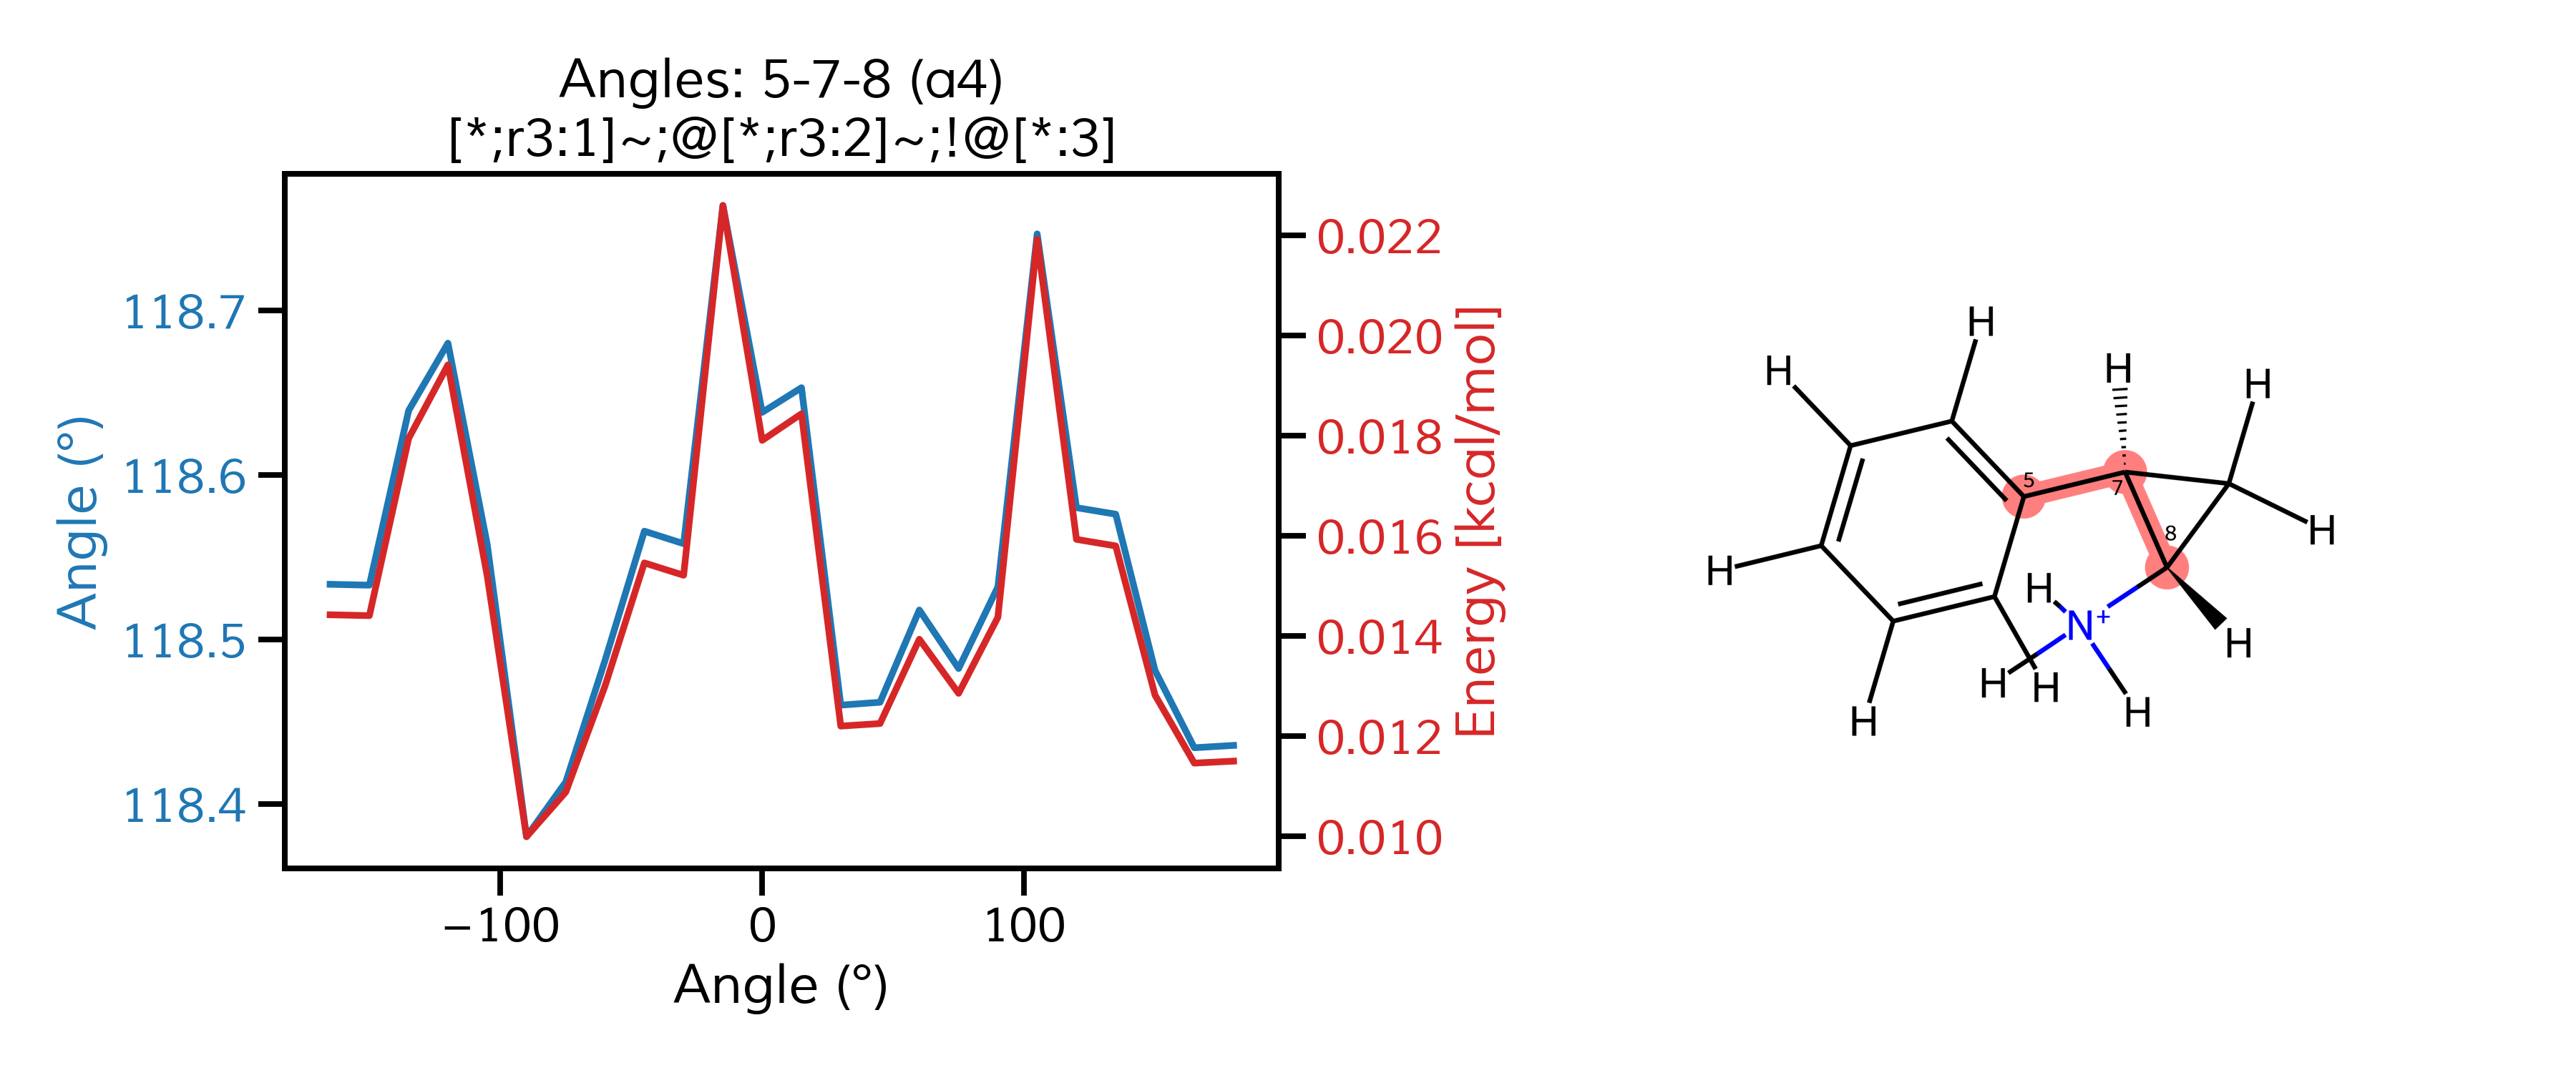 Angles: 5-7-8 (a4)
[*;r3:1]~;@[*;r3:2]~;!@[*:3]
Angle (°)
118.7
118.6
118.5
118.4
−100
0
100
Angle (°)
0.022
0.020
0.018
0.016
0.014
0.012
0.010
Energy [kcal/mol]
H
H
H
H
H
5
7
8
H
H
H
N+
H
H
H
H
H